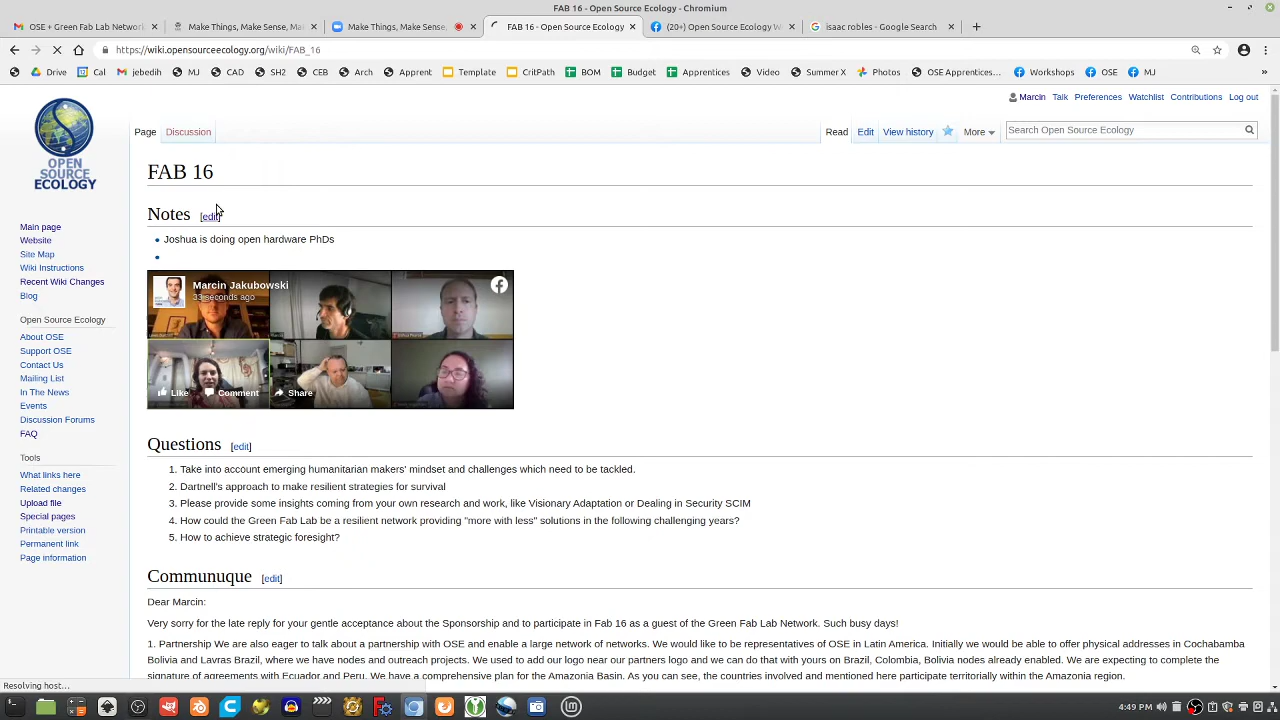 FAB 16 - Open Source Ecology - Chromium
OSE + Green Fab Lab Network
Make Things, Make Sense, M
Make Things, Make Sense,
FAB 16 - Open Source Ecology
(20+) Open Source Ecology W
isaac robles - Google Search
https://wiki.opensourceecology.org/wiki/FAB_16
Drive Cal jebedit MJ CAD SH2 CEB Arch Apprent Template CritPath BOM Budget Apprentices Video Summer X Photos OSE Apprentices… Workshops OSE MJ
Marcin Talk Preferences Watchlist Contributions Log out
Page Discussion Read Edit View history More Search Open Source Ecology
OPEN
SOURCE
ECOLOGY
Main page
Website
Site Map
Wiki Instructions
Recent Wiki Changes
Blog
Open Source Ecology
About OSE
Support OSE
Contact Us
Mailing List
In The News
Events
Discussion Forums
FAQ
Tools
What links here
Related changes
Upload file
Special pages
Printable version
Permanent link
Page information
FAB 16
Notes [edit]
Joshua is doing open hardware PhDs
Marcin Jakubowski
33 seconds ago
Like Comment Share
Questions [edit]
1. Take into account emerging humanitarian makers' mindset and challenges which need to be tackled.
2. Dartnell's approach to make resilient strategies for survival
3. Please provide some insights coming from your own research and work, like Visionary Adaptation or Dealing in Security SCIM
4. How could the Green Fab Lab be a resilient network providing "more with less" solutions in the following challenging years?
5. How to achieve strategic foresight?
Communuque [edit]
Dear Marcin:
Very sorry for the late reply for your gentle acceptance about the Sponsorship and to participate in Fab 16 as a guest of the Green Fab Lab Network. Such busy days!
1. Partnership We are also eager to talk about a partnership with OSE and enable a large network of networks. We would like to be representatives of OSE in Latin America. Initially we would be able to offer physical addresses in Cochabamba
Bolivia and Lavras Brazil, where we have nodes and outreach projects. We used to add our logo near our partners logo and we can do that with yours on Brazil, Colombia, Bolivia nodes already enabled. We are expecting to complete the
signature of agreements with Ecuador and Peru. We have a comprehensive plan for the Amazonia Basin. As you can see, the countries involved and mentioned here participate territorially within the Amazonia region.
Resolving host…
4:49 PM